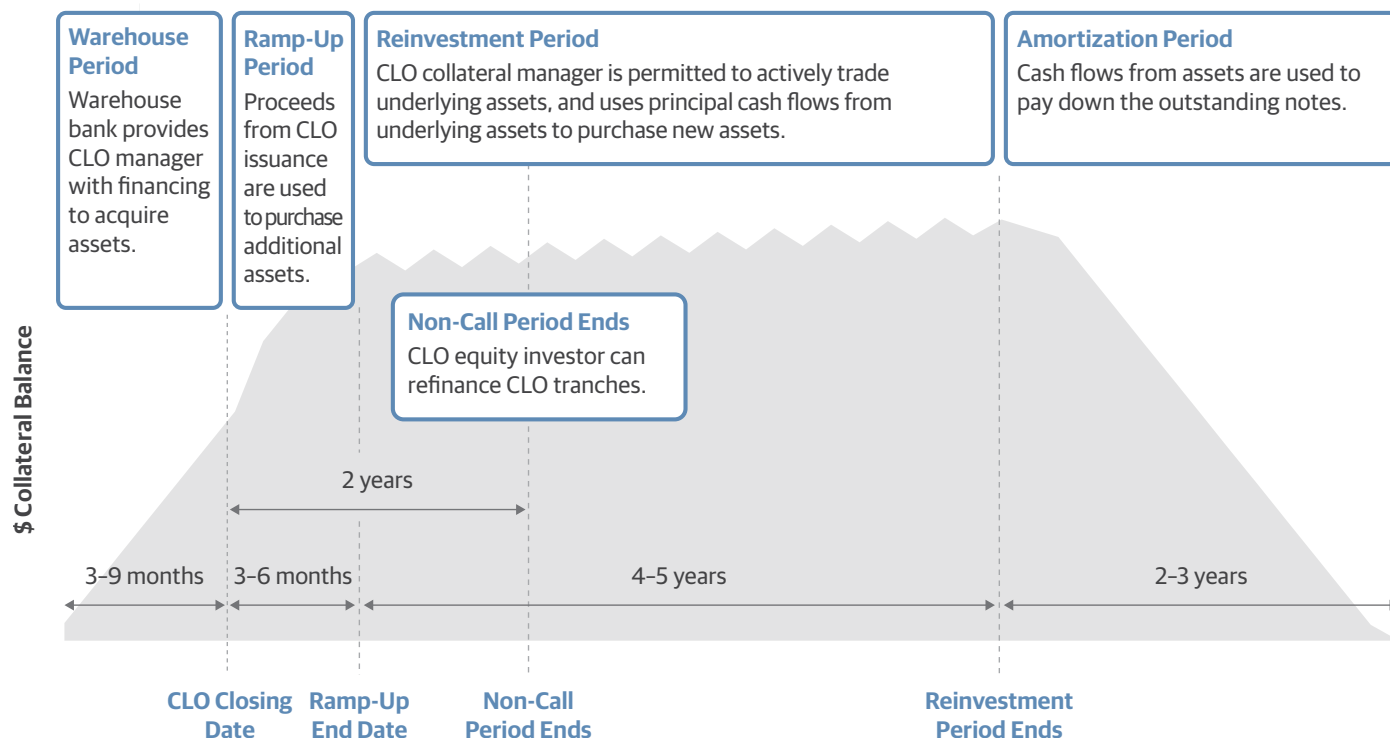 Warehouse
Period
Warehouse
bank provides
CLO manager
with financing
to acquire
assets.
Ramp-Up
Period
Proceeds
from CLO
issuance
are used
to purchase
additional
assets.
Reinvestment Period
CLO collateral manager is permitted to actively trade
underlying assets, and uses principal cash flows from
underlying assets to purchase new assets.
Amortization Period
Cash flows from assets are used to
pay down the outstanding notes.
Non-Call Period Ends
CLO equity investor can
refinance CLO tranches.
$ Collateral Balance
2 years
3–9 months
3–6 months
4–5 years
2–3 years
CLO Closing
Date
Ramp-Up
End Date
Non-Call
Period Ends
Reinvestment
Period Ends